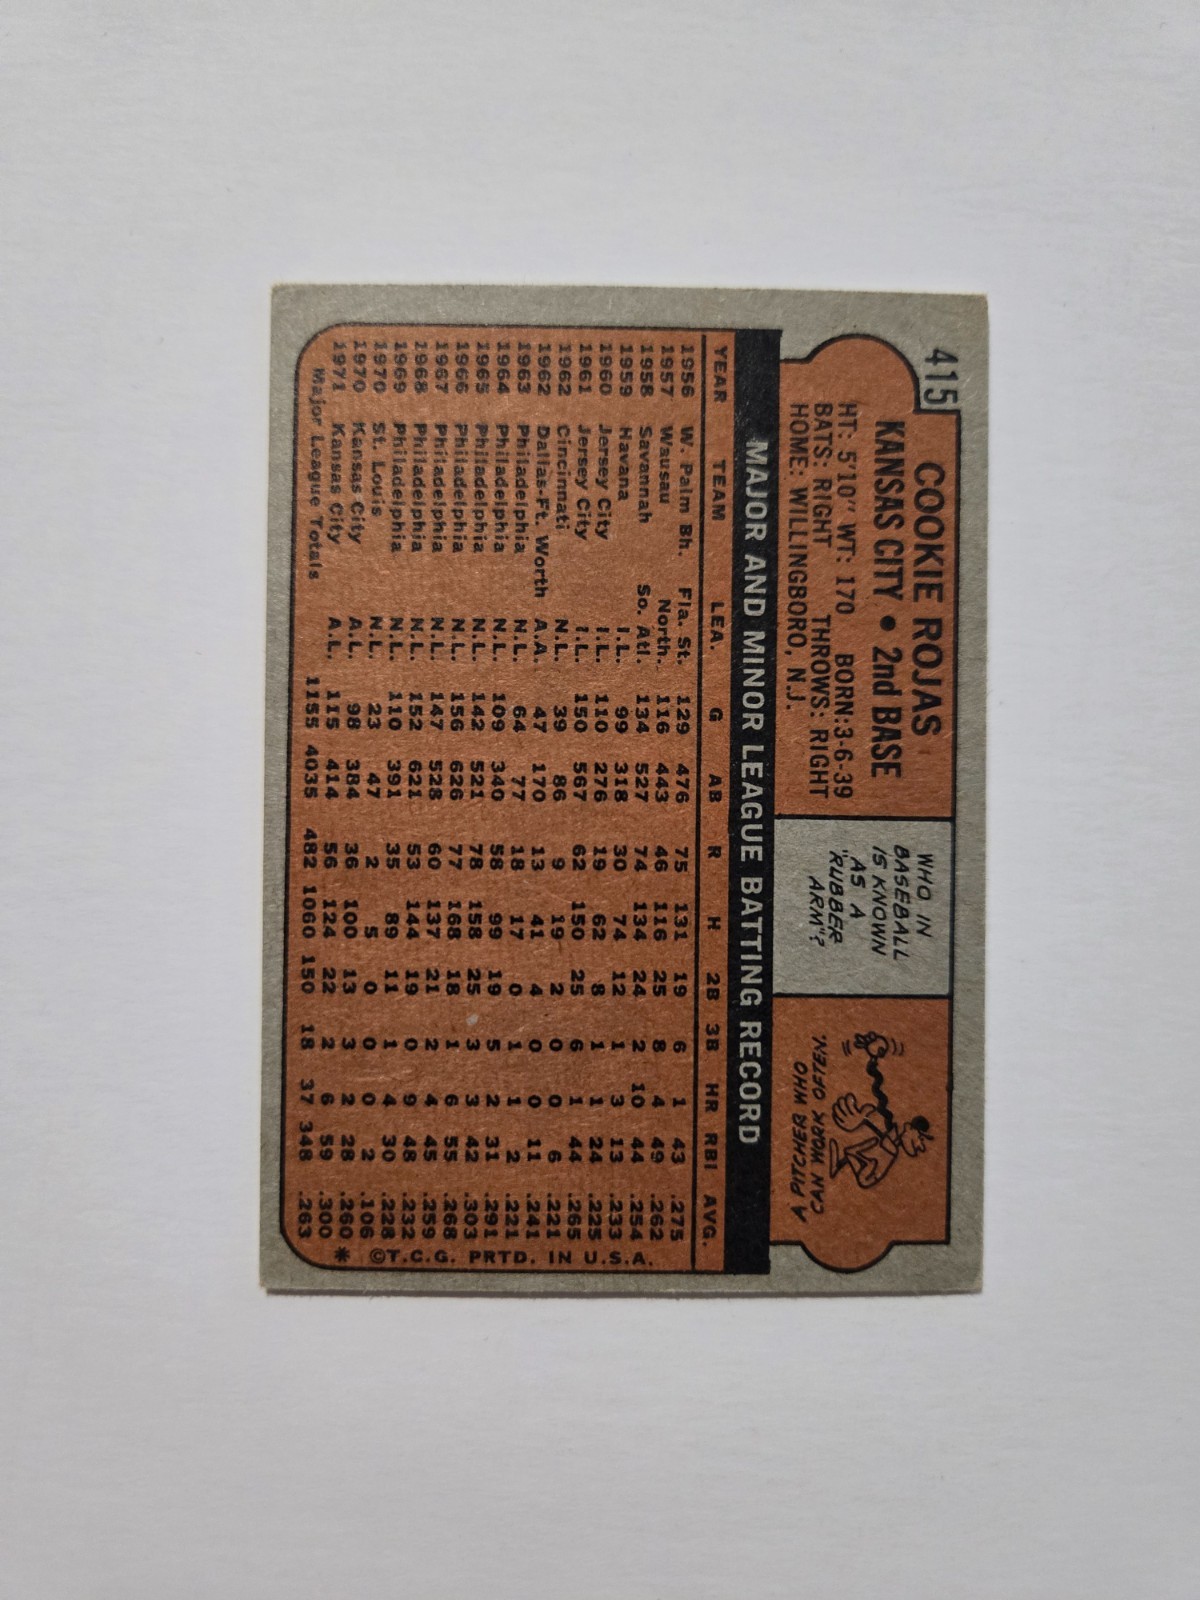 415
COOKIE ROJAS
KANSAS CITY • 2nd BASE
HT: 5'10" WT: 170 BORN:3-6-39
BATS: RIGHT THROWS: RIGHT
HOME: WILLINGBORO, N.J.
WHO IN
BASEBALL
IS KNOWN
AS A
"RUBBER
ARM"?
A PITCHER WHO
CAN WORK OFTEN.
MAJOR AND MINOR LEAGUE BATTING RECORD
YEAR TEAM LEA. G AB R H 2B 3B HR RBI AVG.
1956 W. Palm Bh. Fla. St. 129 476 75 131 19 6 1 43 .275
1957 Wausau North. 116 443 46 116 25 8 4 49 .262
1958 Savannah So. Atl. 134 527 74 134 24 2 10 44 .254
1959 Havana I.L. 99 318 30 74 12 1 3 13 .233
1960 Jersey City I.L. 110 276 19 62 8 1 1 24 .225
1961 Jersey City I.L. 150 567 62 150 25 6 1 44 .265
1962 Cincinnati N.L. 39 86 9 19 2 0 0 6 .221
1962 Dallas-Ft. Worth A.A. 47 170 13 41 4 0 0 11 .241
1963 Philadelphia N.L. 64 77 18 17 0 1 1 2 .221
1964 Philadelphia N.L. 109 340 58 99 19 5 2 31 .291
1965 Philadelphia N.L. 142 521 78 158 25 3 3 42 .303
1966 Philadelphia N.L. 156 626 77 168 18 1 6 55 .268
1967 Philadelphia N.L. 147 528 60 137 21 2 4 45 .259
1968 Philadelphia N.L. 152 621 53 144 19 0 9 48 .232
1969 Philadelphia N.L. 110 391 35 89 11 1 4 30 .228
1970 St. Louis N.L. 23 47 2 5 0 0 0 2 .106
1970 Kansas City A.L. 98 384 36 100 13 3 2 28 .260
1971 Kansas City A.L. 115 414 56 124 22 2 6 59 .300
Major League Totals 1155 4035 482 1060 150 18 37 348 .263
* ©T.C.G. PRTD. IN U.S.A.